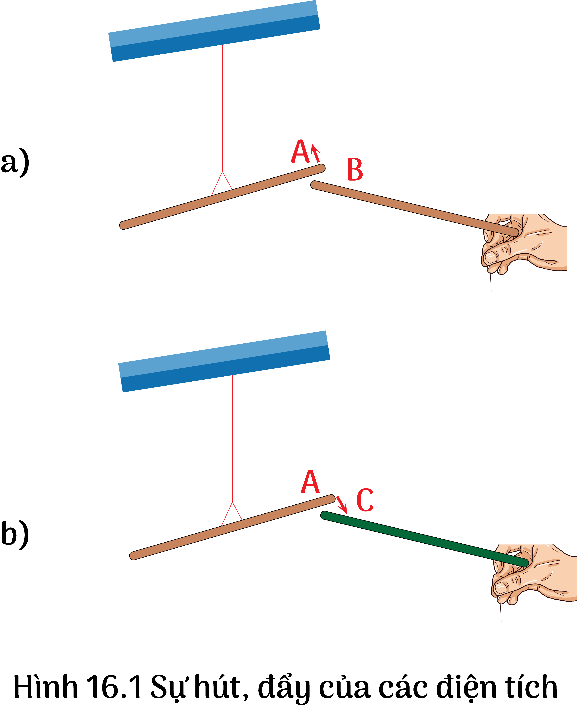 a)
A
B
b)
A
C
Hình 16.1 Sự hút, đẩy của các điện tích